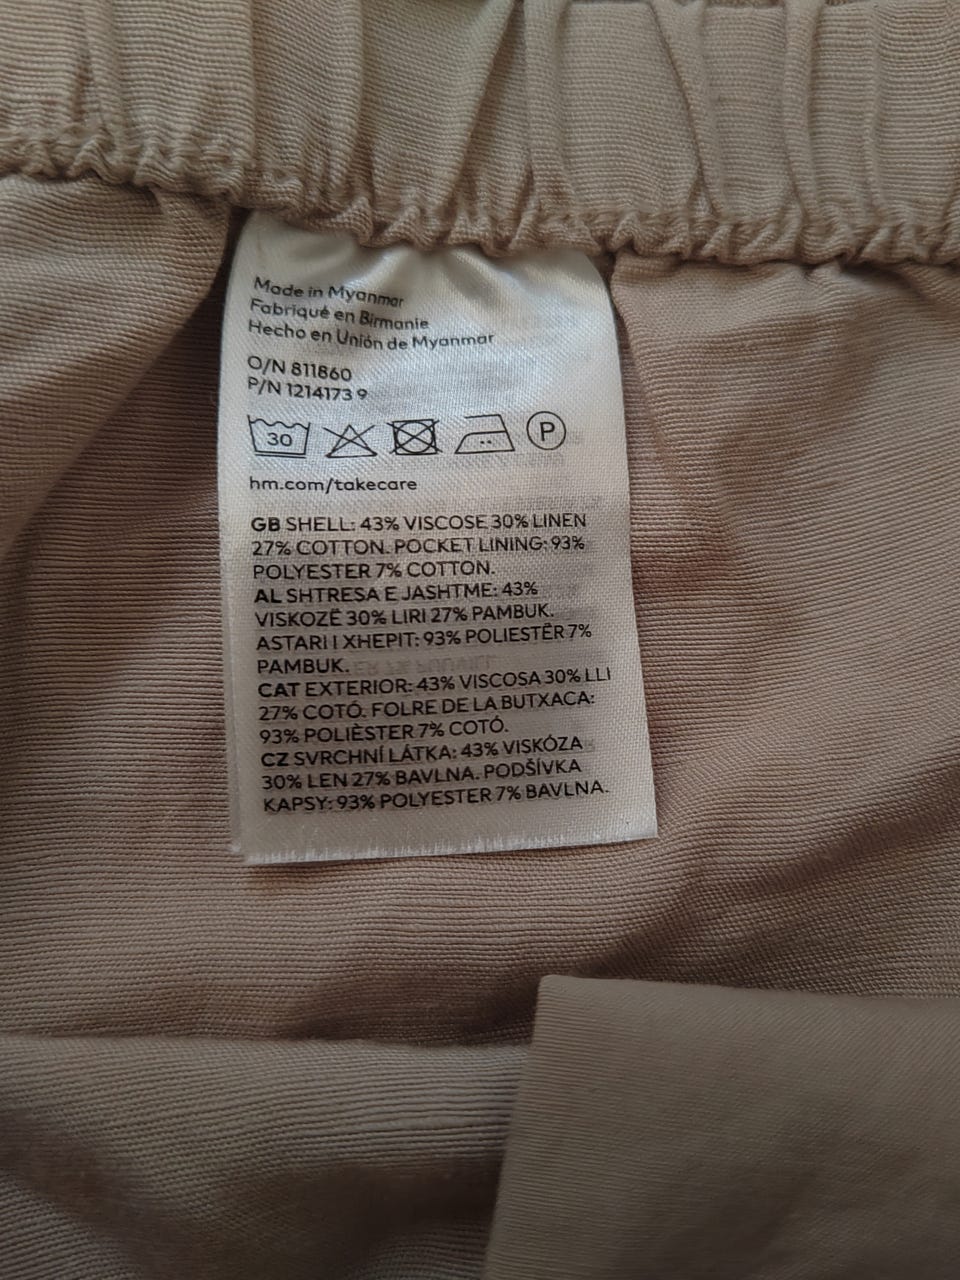 Made in Myanmar
Fabriqué en Birmanie
Hecho en Unión de Myanmar
O/N 811860
P/N 1214173 9
30 P
hm.com/takecare
GB SHELL: 43% VISCOSE 30% LINEN
27% COTTON. POCKET LINING: 93%
POLYESTER 7% COTTON.
AL SHTRESA E JASHTME: 43%
VISKOZË 30% LIRI 27% PAMBUK.
ASTARI I XHEPIT: 93% POLIESTËR 7%
PAMBUK.
CAT EXTERIOR: 43% VISCOSA 30% LLI
27% COTÓ. FOLRE DE LA BUTXACA:
93% POLIÈSTER 7% COTÓ.
CZ SVRCHNÍ LÁTKA: 43% VISKÓZA
30% LEN 27% BAVLNA. PODŠÍVKA
KAPSY: 93% POLYESTER 7% BAVLNA.